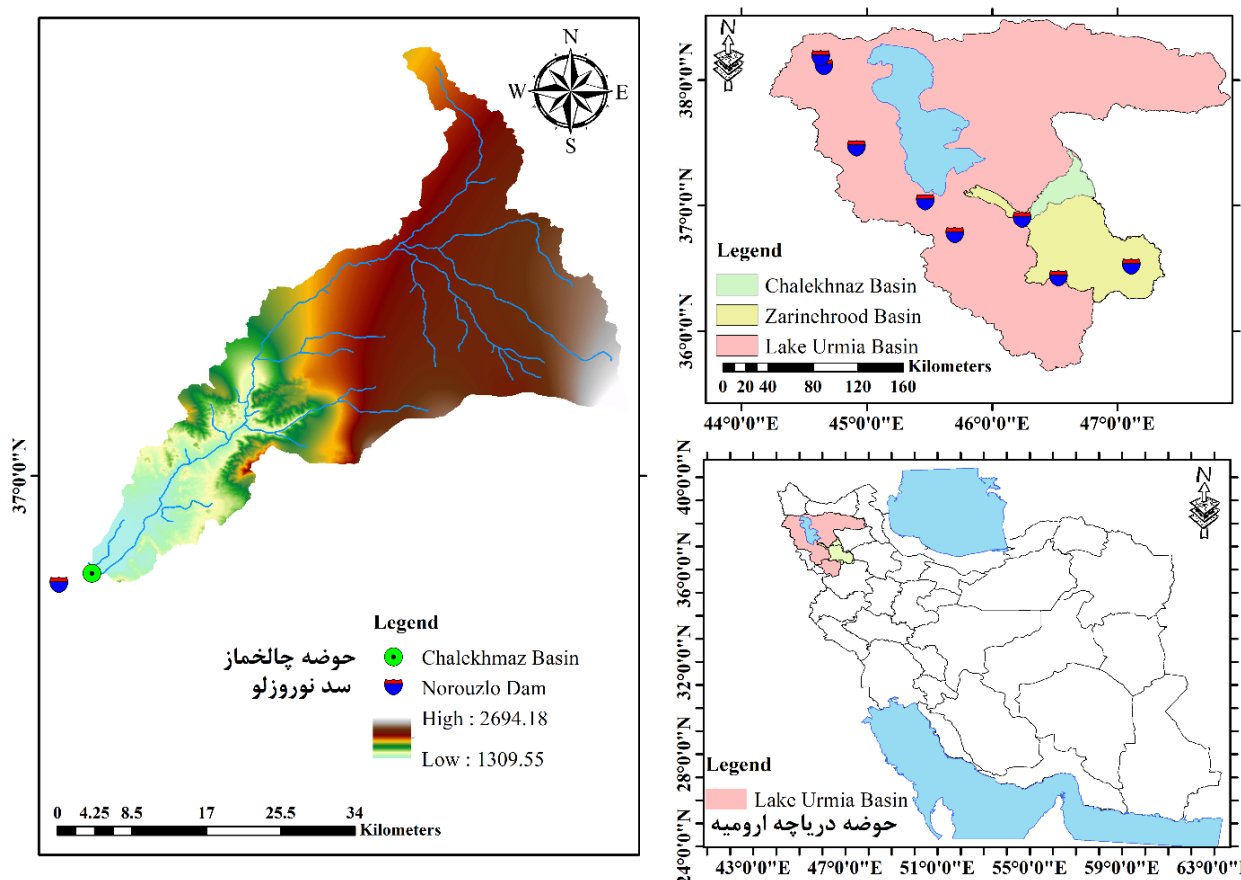 N
W E
S
37°0'0"N
Legend
حوضه چالخماز
Chalekhmaz Basin
سد نوروزلو
Norouzlo Dam
High : 2694.18
Low : 1309.55
0 4.25 8.5 17 25.5 34
Kilometers
N
38°0'0"N
37°0'0"N
36°0'0"N
Legend
Chalekhnaz Basin
Zarinchrood Basin
Lake Urmia Basin
Kilometers
0 20 40 80 120 160
44°0'0"E 45°0'0"E 46°0'0"E 47°0'0"E
N
40°0'0"N
36°0'0"N
32°0'0"N
28°0'0"N
24°0'0"N
Legend
Lake Urmia Basin
حوضه دریاچه ارومیه
43°0'0"E 47°0'0"E 51°0'0"E 55°0'0"E 59°0'0"E 63°0'0"E